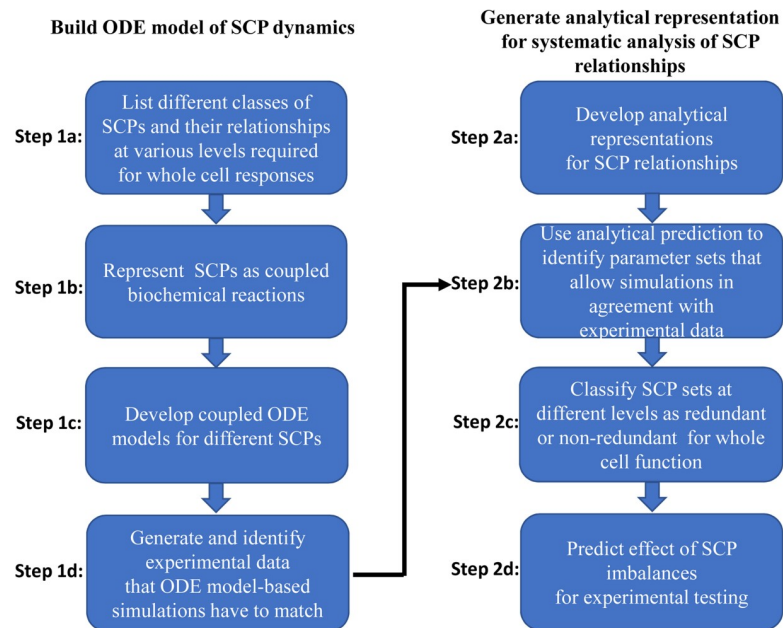 Build ODE model of SCP dynamics
Step 1a:
List different classes of
SCPs and their relationships
at various levels required
for whole cell responses
Step 1b:
Represent SCPs as coupled
biochemical reactions
Step 1c:
Develop coupled ODE
models for different SCPs
Step 1d:
Generate and identify
experimental data
that ODE model-based
simulations have to match
Generate analytical representation
for systematic analysis of SCP
relationships
Step 2a:
Develop analytical
representations
for SCP relationships
Step 2b:
Use analytical prediction to
identify parameter sets that
allow simulations in
agreement with
experimental data
Step 2c:
Classify SCP sets at
different levels as redundant
or non-redundant for whole
cell function
Step 2d:
Predict effect of SCP
imbalances
for experimental testing